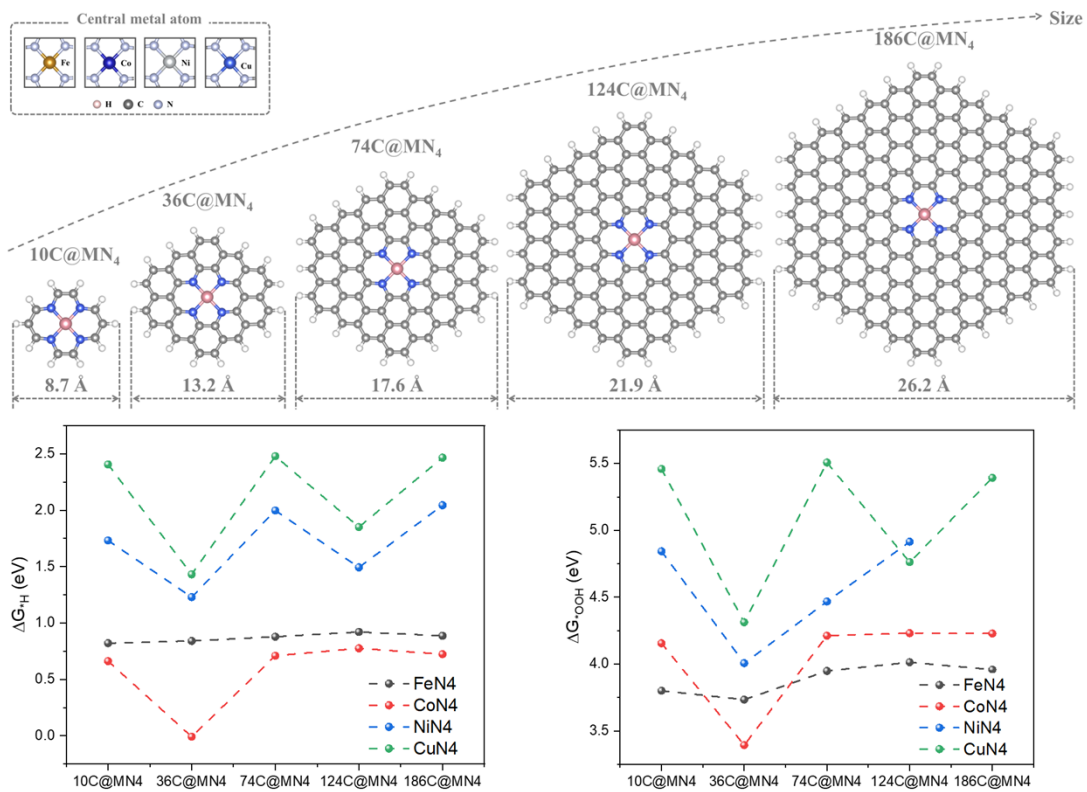 Central metal atom
Fe
Co
Ni
Cu
H C N
Size
10C@MN4
36C@MN4
74C@MN4
124C@MN4
186C@MN4
8.7 Å
13.2 Å
17.6 Å
21.9 Å
26.2 Å
ΔG*H (eV)
2.5
2.0
1.5
1.0
0.5
0.0
FeN4
CoN4
NiN4
CuN4
10C@MN4 36C@MN4 74C@MN4 124C@MN4 186C@MN4
ΔG*OOH (eV)
5.5
5.0
4.5
4.0
3.5
FeN4
CoN4
NiN4
CuN4
10C@MN4 36C@MN4 74C@MN4 124C@MN4 186C@MN4